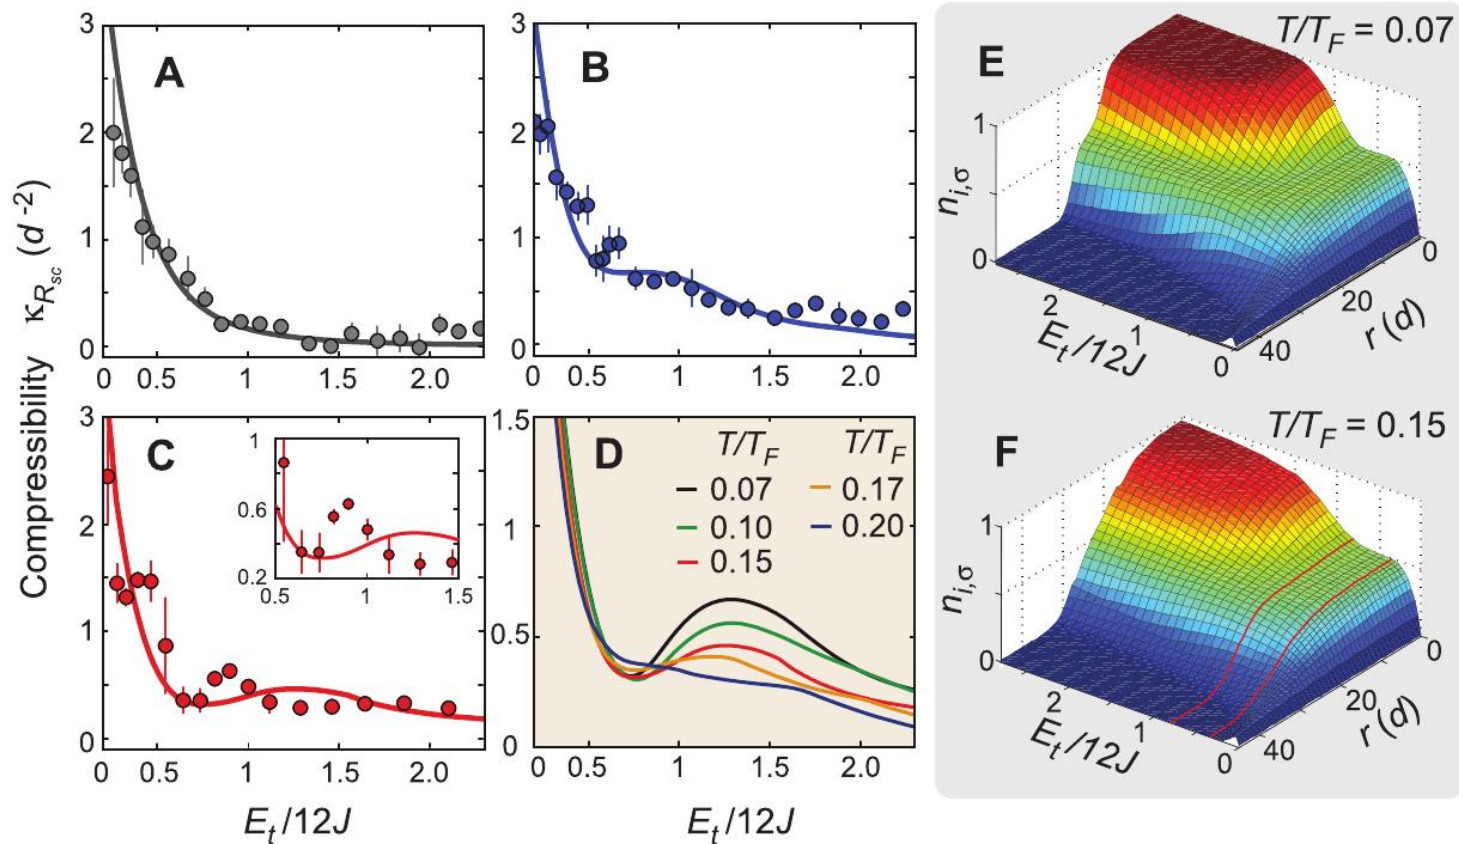 Compressibility κ_{R_{sc}} (d^{-2})
A
3
2
1
0
0 0.5 1 1.5 2.0
B
3
2
1
0
0 0.5 1 1.5 2.0
C
3
2
1
0
0 0.5 1 1.5 2.0
1
0.6
0.2
0.5 1 1.5
E_t/12J
D
1.5
1
0.5
0
T/T_F T/T_F
0.07 0.17
0.10 0.20
0.15
0 0.5 1 1.5 2.0
E_t/12J
E
T/T_F = 0.07
n_{i,σ}
1
0
2 1 0
E_t/12J
0 20 40
r (d)
F
T/T_F = 0.15
n_{i,σ}
1
0
2 1 0
E_t/12J
0 20 40
r (d)